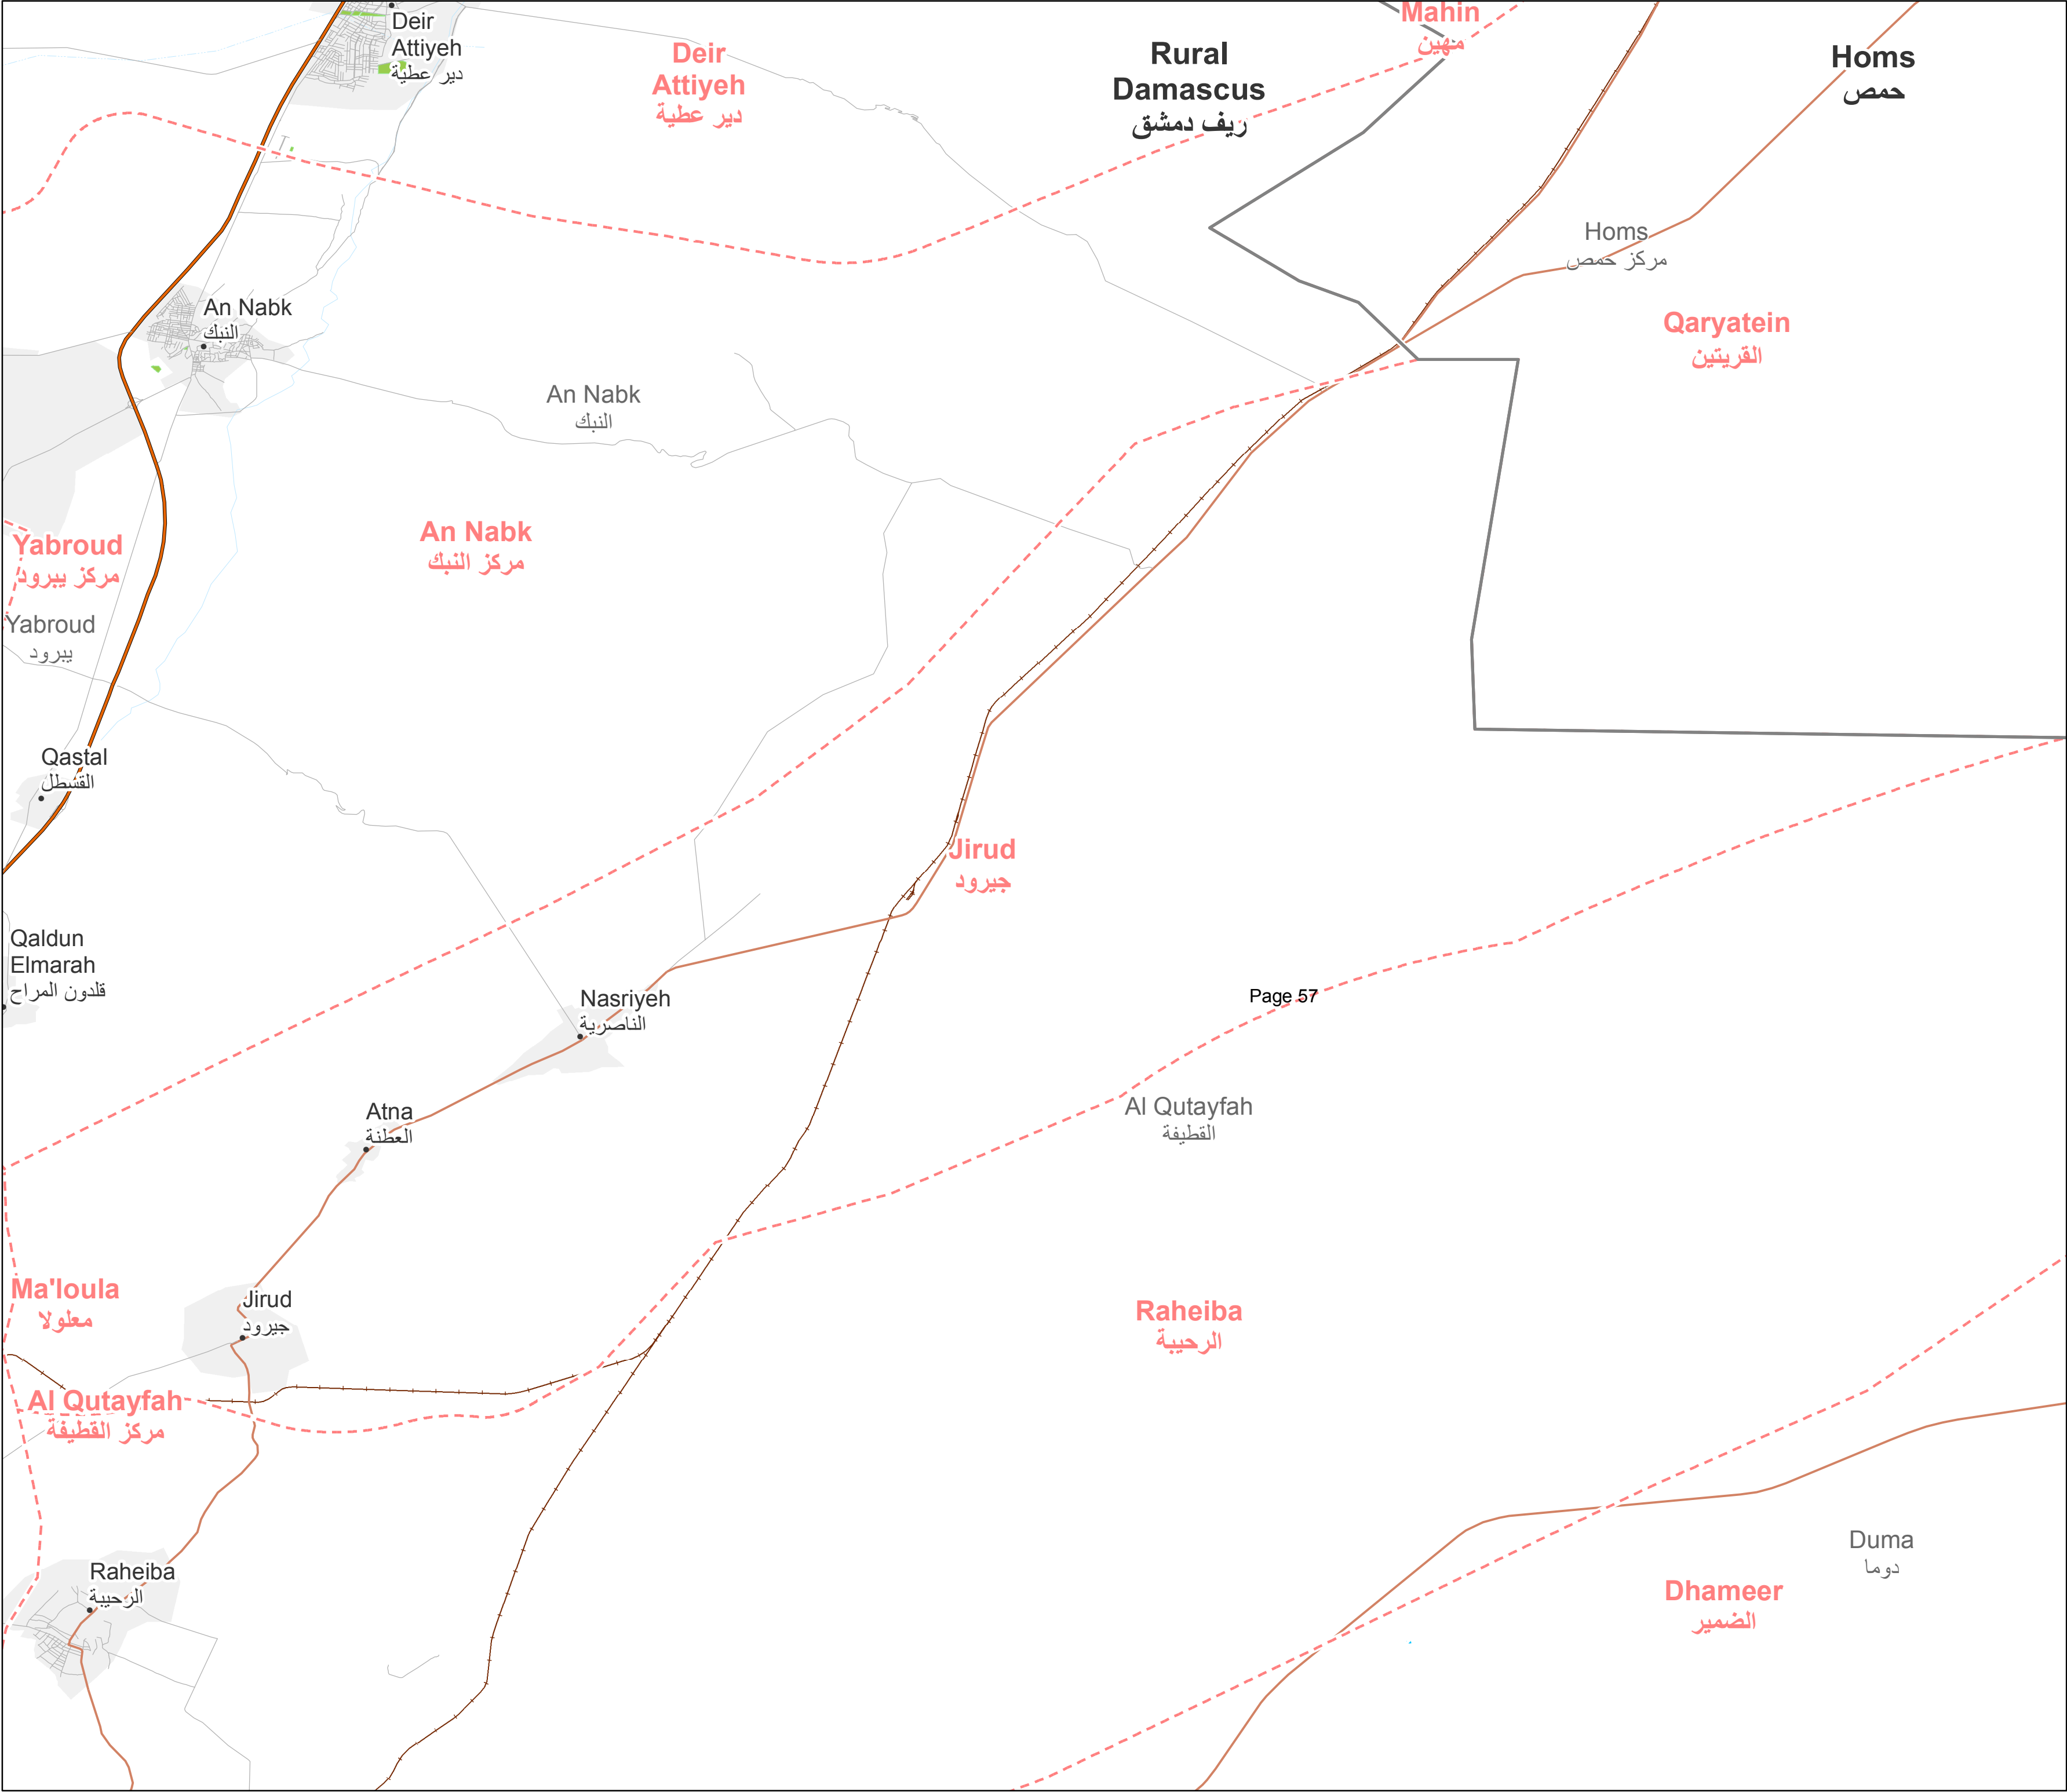 Deir
Attiyeh
دير عطية
Deir
Attiyeh
دير عطية
Rural
Damascus
ريف دمشق
Mahin
مهين
Homs
حمص
Homs
مركز حمص
Qaryatein
القريتين
An Nabk
النبك
An Nabk
النبك
An Nabk
مركز النبك
Yabroud
مركز يبرود
Yabroud
يبرود
Qastal
القشطل
Jirud
جيرود
Qaldun
Elmarah
قلدون المراح
Nasriyeh
الناصرية
Page 57
Atna
العطنة
Al Qutayfah
القطيفة
Ma'loula
معلولا
Jirud
جيرود
Raheiba
الرحيبة
Al Qutayfah
مركز القطيفة
Raheiba
الرحيبة
Duma
دوما
Dhameer
الضمير